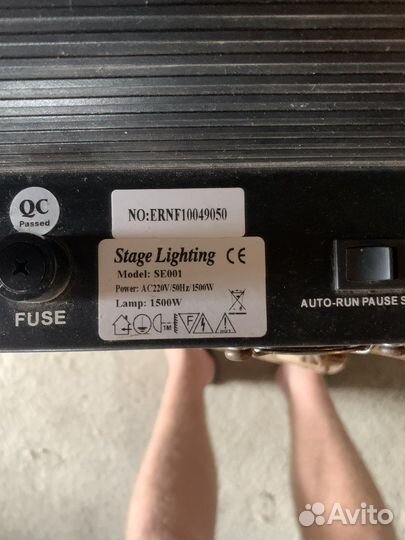 QC
Passed
NO:ERNF10049050
Stage Lighting CE
Model: SE001
Power: AC220V/50Hz/1500W
Lamp: 1500W
FUSE
AUTO-RUN PAUSE S
Avito